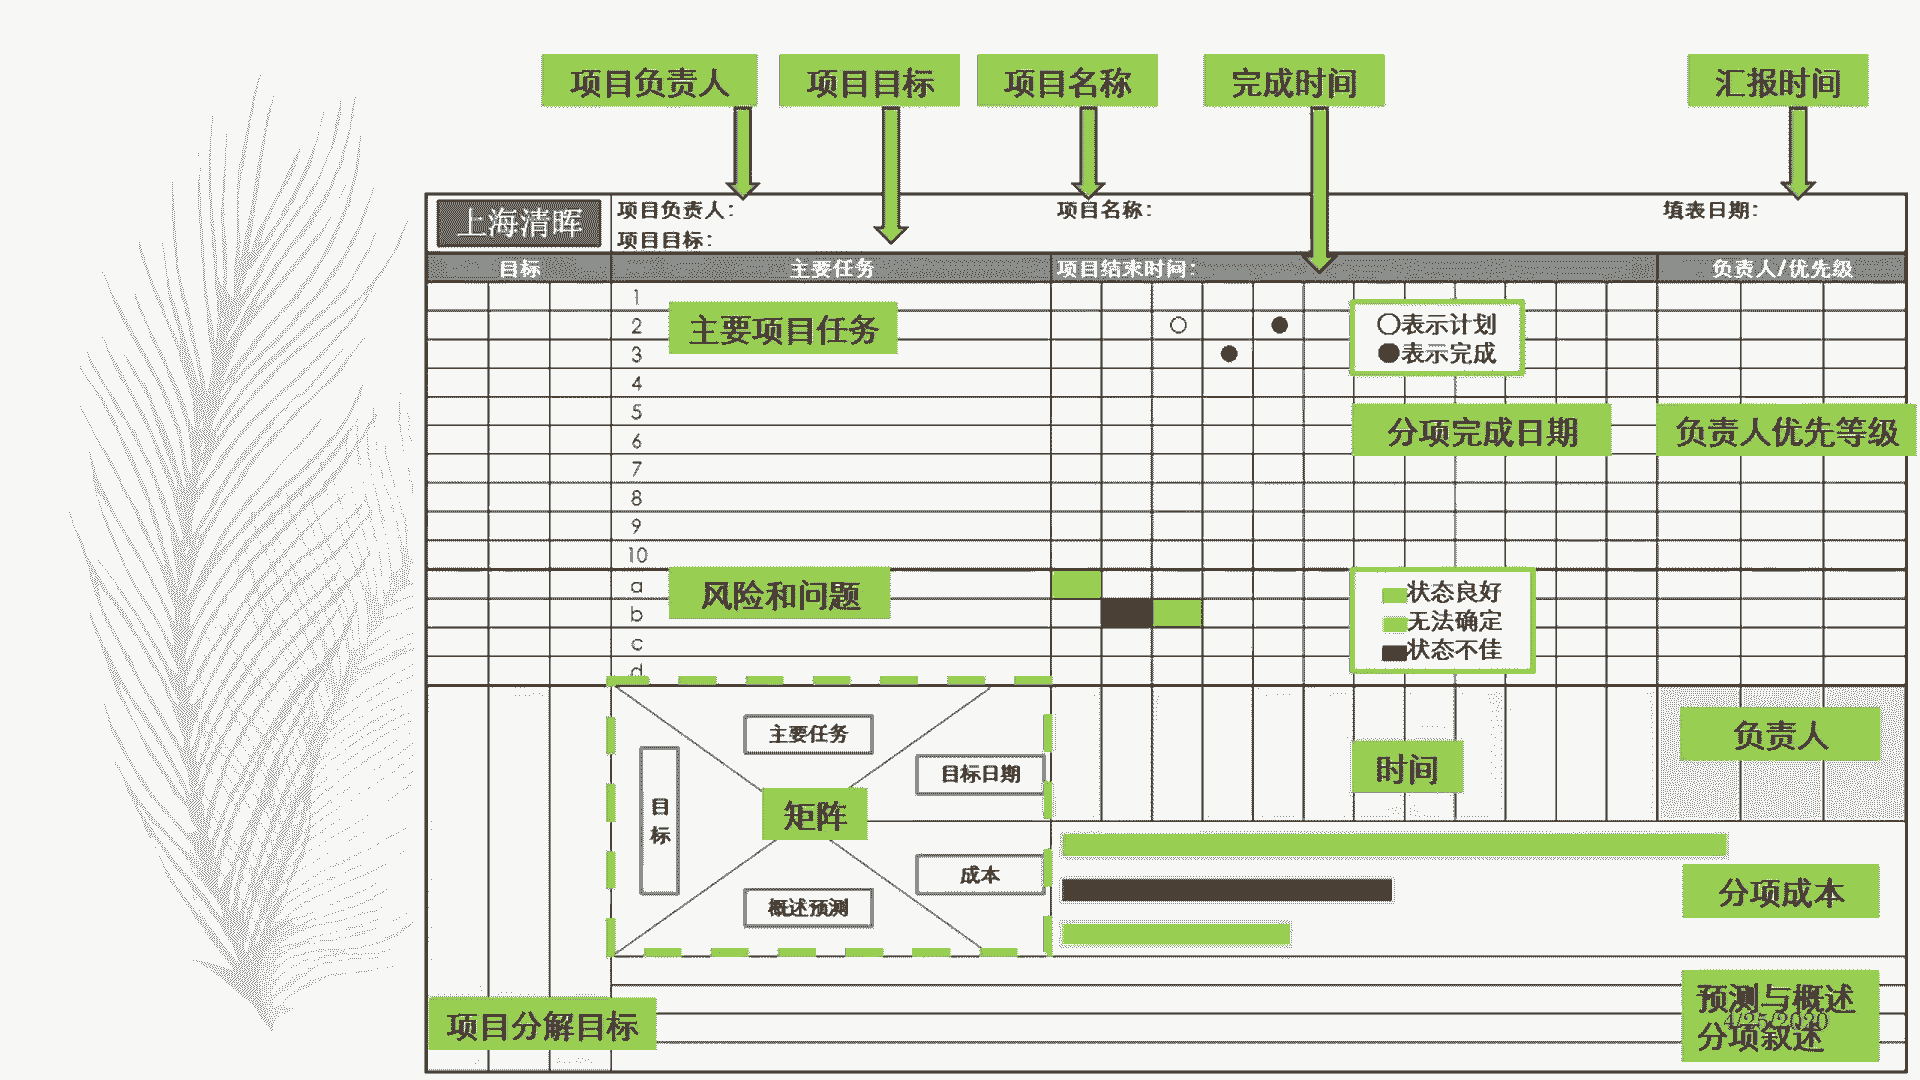 项目负责人
项目目标
项目名称
完成时间
汇报时间
上海清晖
项目负责人:
项目名称:
填表日期:
项目目标:
目标
主要任务
项目结束时间:
负责人/优先级
1
2
3
4
5
6
7
8
9
10
a
b
c
d
主要项目任务
○表示计划
●表示完成
分项完成日期
负责人优先等级
风险和问题
状态良好
无法确定
状态不佳
主要任务
目标日期
目标
矩阵
成本
概述预测
时间
负责人
分项成本
项目分解目标
预测与概述
4/25/2020
分项叙述